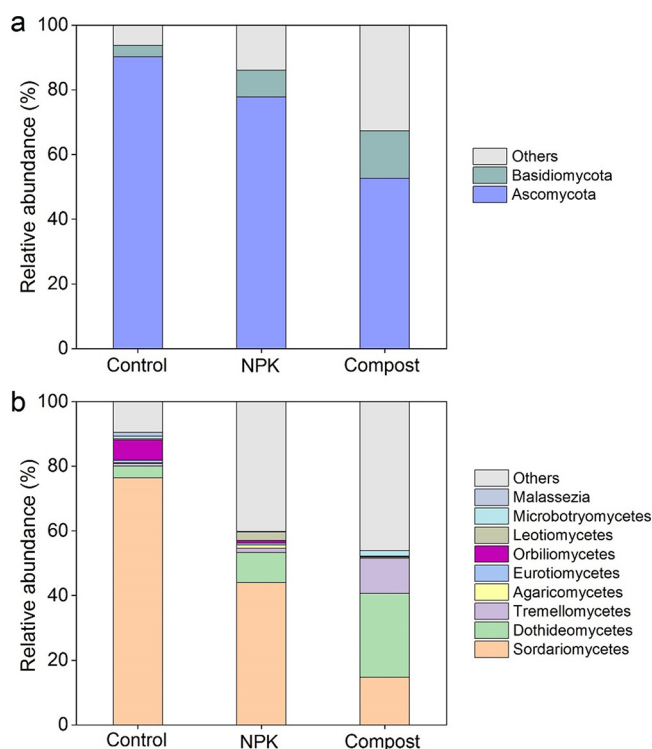 a
Relative abundance (%)
100
80
60
40
20
0
Control NPK Compost
Others
Basidiomycota
Ascomycota
b
Relative abundance (%)
100
80
60
40
20
0
Control NPK Compost
Others
Malassezia
Microbotryomycetes
Leotiomycetes
Orbiliomycetes
Eurotiomycetes
Agaricomycetes
Tremellomycetes
Dothideomycetes
Sordariomycetes